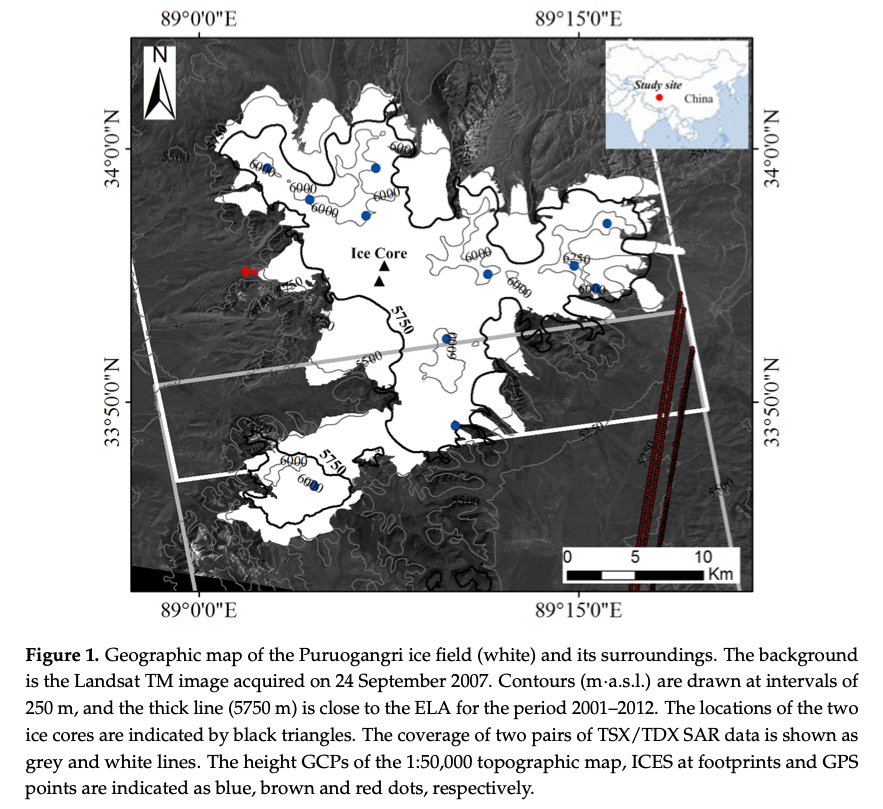 89°0'0"E 89°15'0"E
N
Study site
China
34°0'0"N 34°0'0"N
5750
6000
5500
6000
6000
6000
6000
Ice Core
6000
6250
6000
6000
5750
5750
6000
5500
33°50'0"N 33°50'0"N
5250
5250
5750
6000
6000
5500
5500
0 5 10
Km
89°0'0"E 89°15'0"E
Figure 1. Geographic map of the Puruogangri ice field (white) and its surroundings. The background
is the Landsat TM image acquired on 24 September 2007. Contours (m·a.s.l.) are drawn at intervals of
250 m, and the thick line (5750 m) is close to the ELA for the period 2001–2012. The locations of the two
ice cores are indicated by black triangles. The coverage of two pairs of TSX/TDX SAR data is shown as
grey and white lines. The height GCPs of the 1:50,000 topographic map, ICES at footprints and GPS
points are indicated as blue, brown and red dots, respectively.